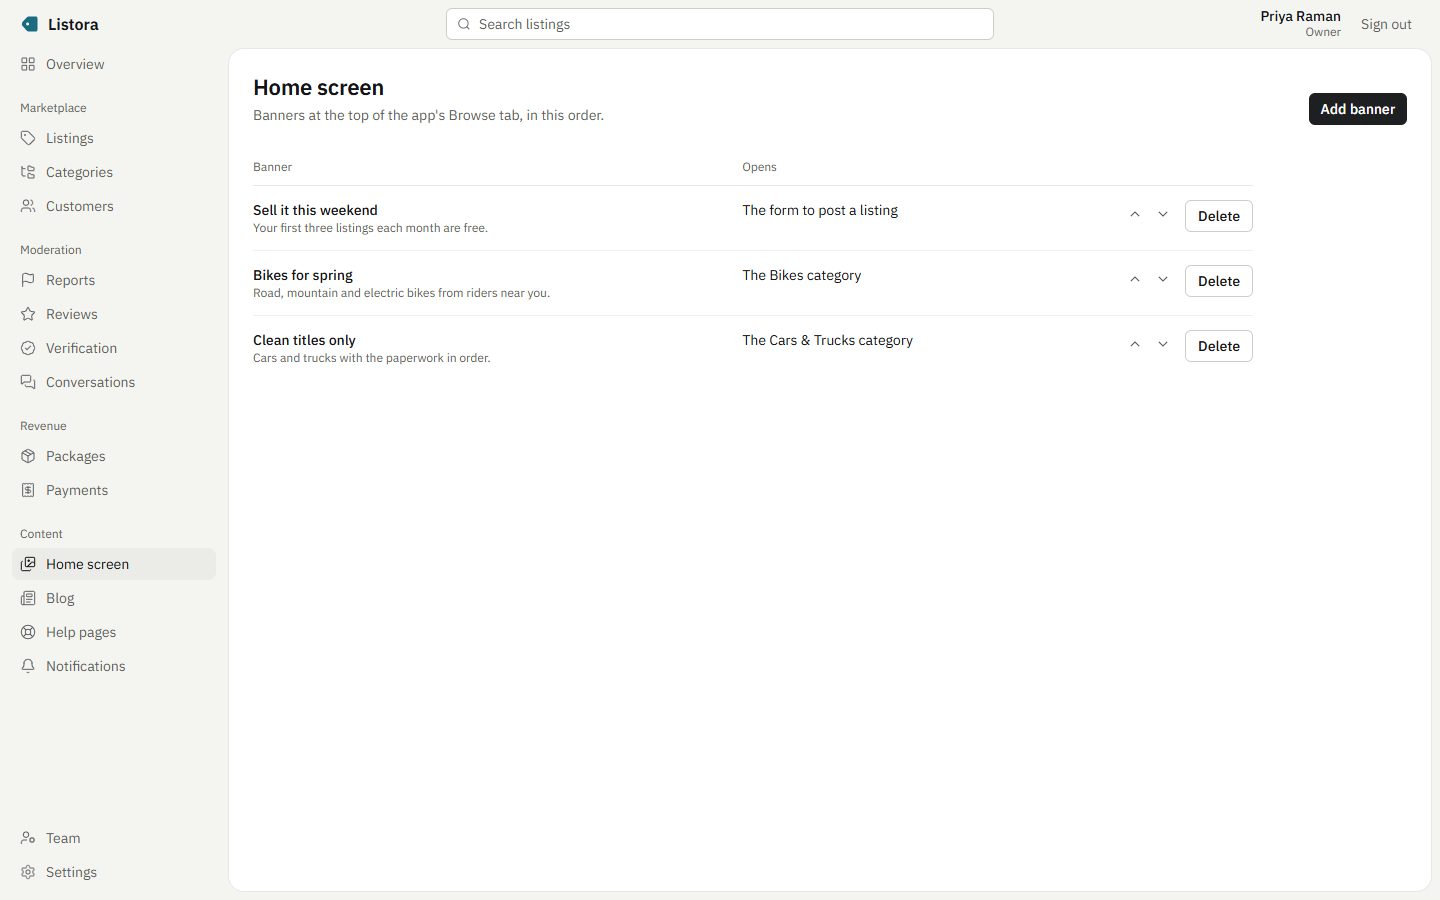 Listora
Search listings
Priya Raman
Owner
Sign out
Overview
Marketplace
Listings
Categories
Customers
Moderation
Reports
Reviews
Verification
Conversations
Revenue
Packages
Payments
Content
Home screen
Blog
Help pages
Notifications
Team
Settings
Home screen
Banners at the top of the app's Browse tab, in this order.
Add banner
Banner
Opens
Sell it this weekend
Your first three listings each month are free.
The form to post a listing
Delete
Bikes for spring
Road, mountain and electric bikes from riders near you.
The Bikes category
Delete
Clean titles only
Cars and trucks with the paperwork in order.
The Cars & Trucks category
Delete